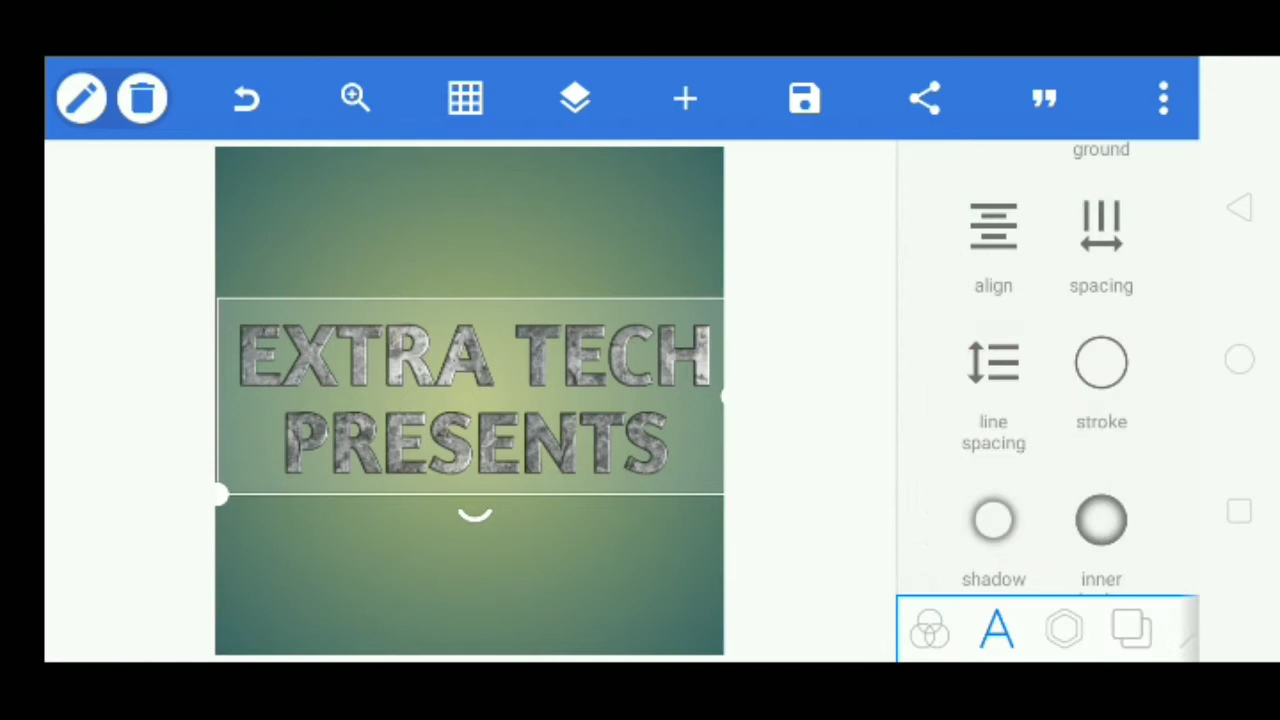 ground
EXTRA TECH
PRESENTS
align
spacing
line
spacing
stroke
shadow
inner